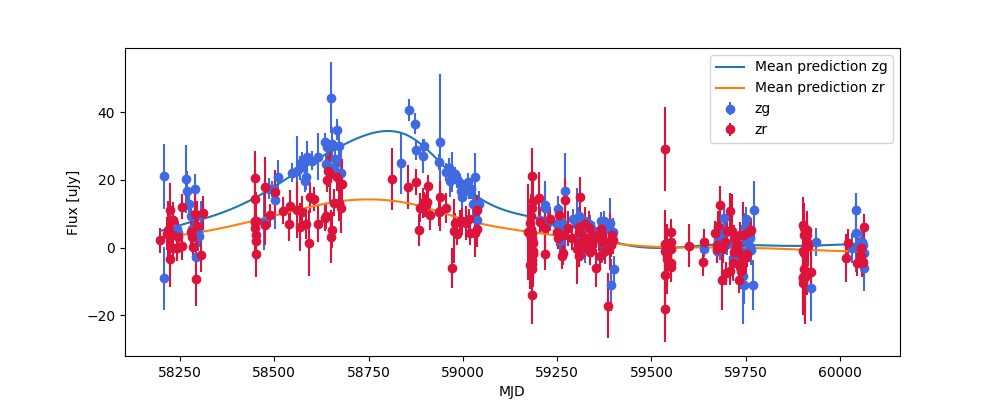 Mean prediction zg
Mean prediction zr
zg
zr
Flux [uJy]
40
20
0
−20
58250 58500 58750 59000 59250 59500 59750 60000
MJD